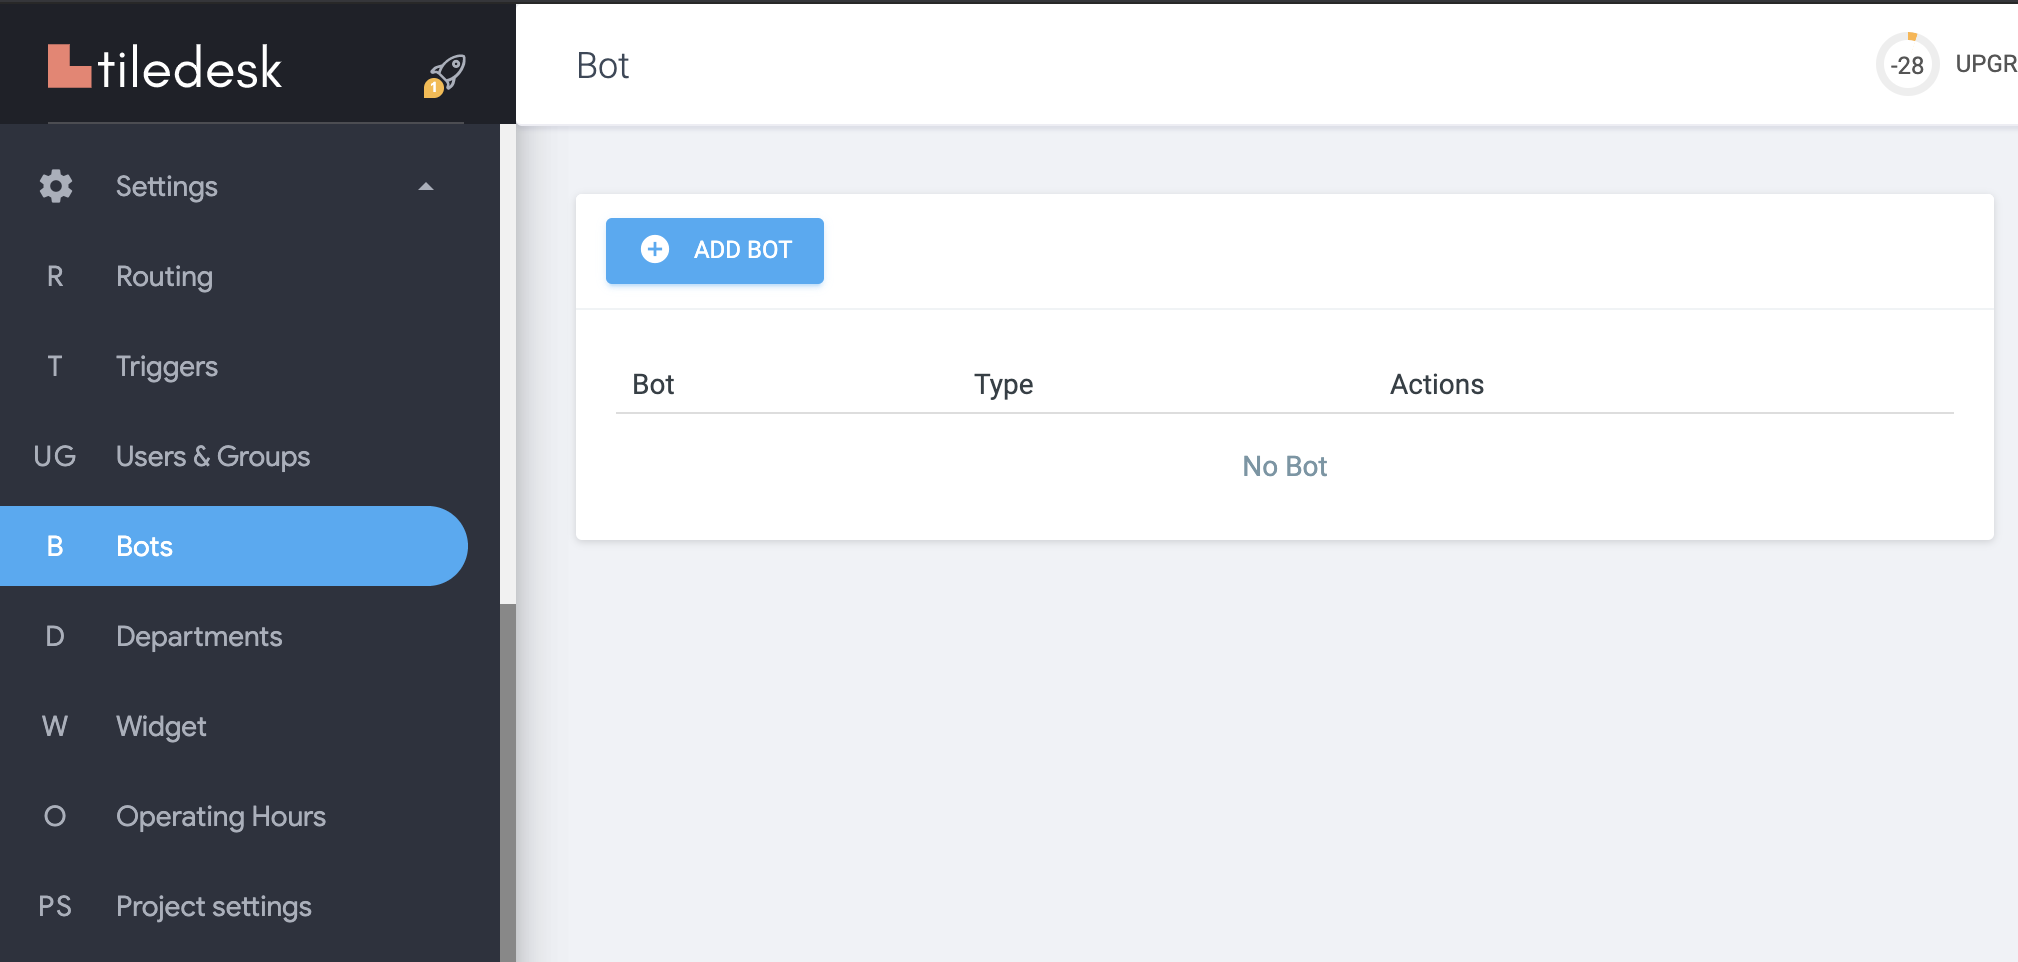 tiledesk
1
Settings
R Routing
T Triggers
UG Users & Groups
B Bots
D Departments
W Widget
O Operating Hours
PS Project settings
Bot
-28 UPGR
ADD BOT
Bot Type Actions
No Bot